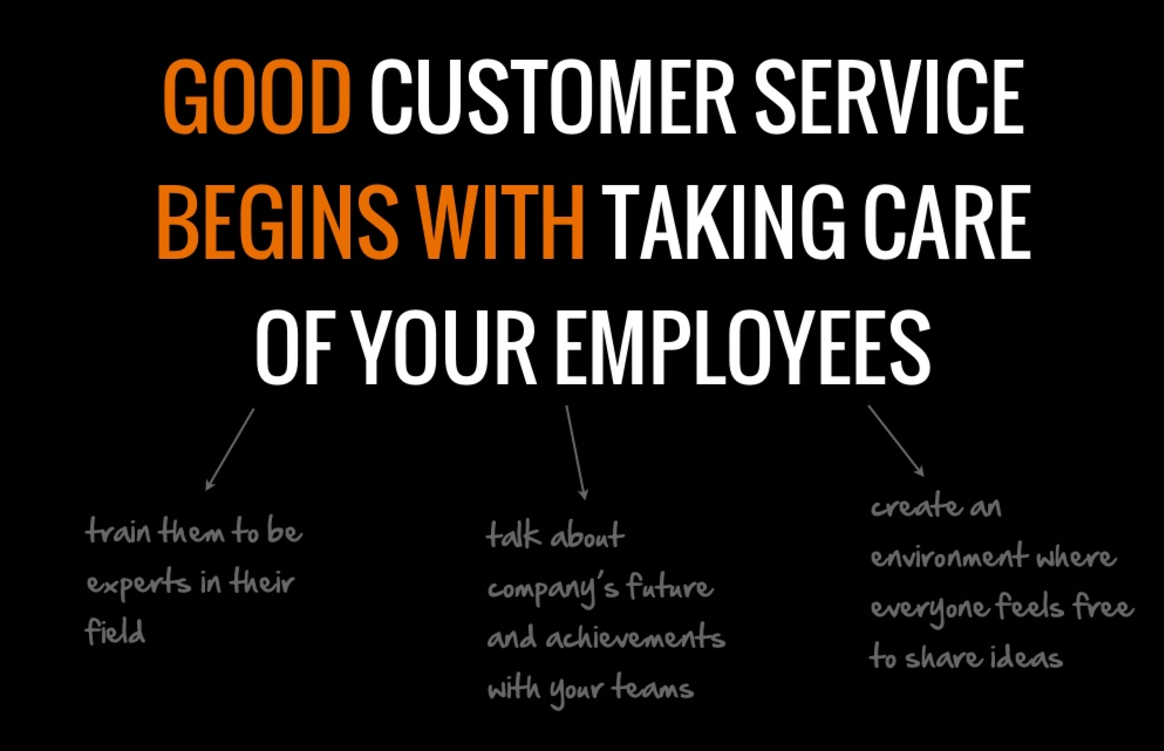 GOOD CUSTOMER SERVICE
BEGINS WITH TAKING CARE
OF YOUR EMPLOYEES
train them to be
experts in their
field
talk about
company's future
and achievements
with your teams
create an
environment where
everyone feels free
to share ideas